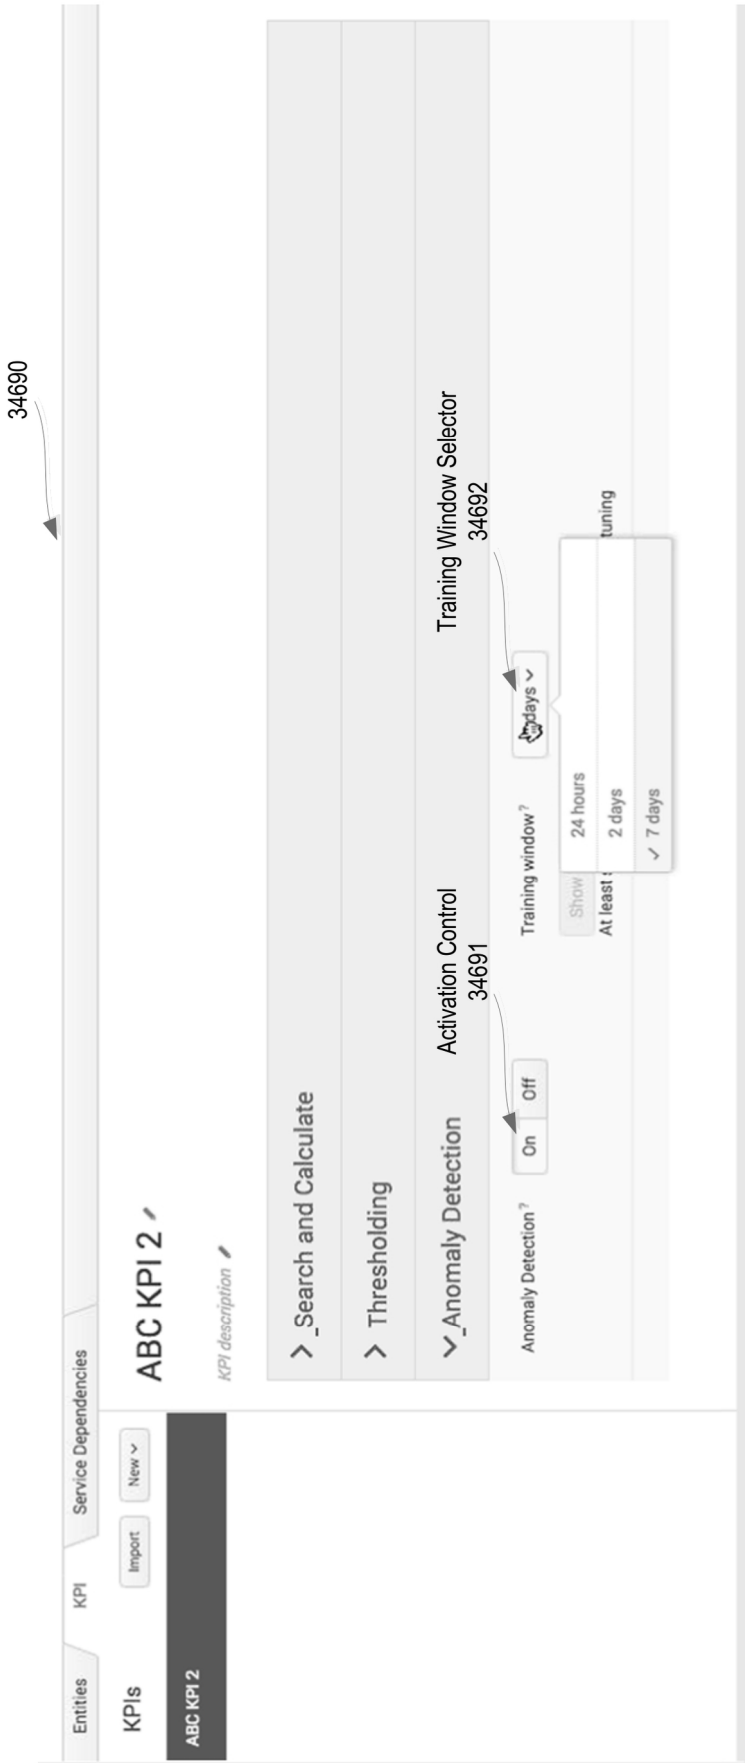 34690
Entities KPI Service Dependencies
KPIs Import New
ABC KPI 2
ABC KPI 2
KPI description
Search and Calculate
Thresholding
Anomaly Detection
Activation Control
34691
Training Window Selector
34692
Anomaly Detection? On Off Training window? days
Show
At least tuning
24 hours
2 days
✓ 7 days